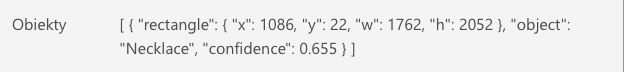 Obiekty [ { "rectangle": { "x": 1086, "y": 22, "w": 1762, "h": 2052 }, "object":
"Necklace", "confidence": 0.655 } ]